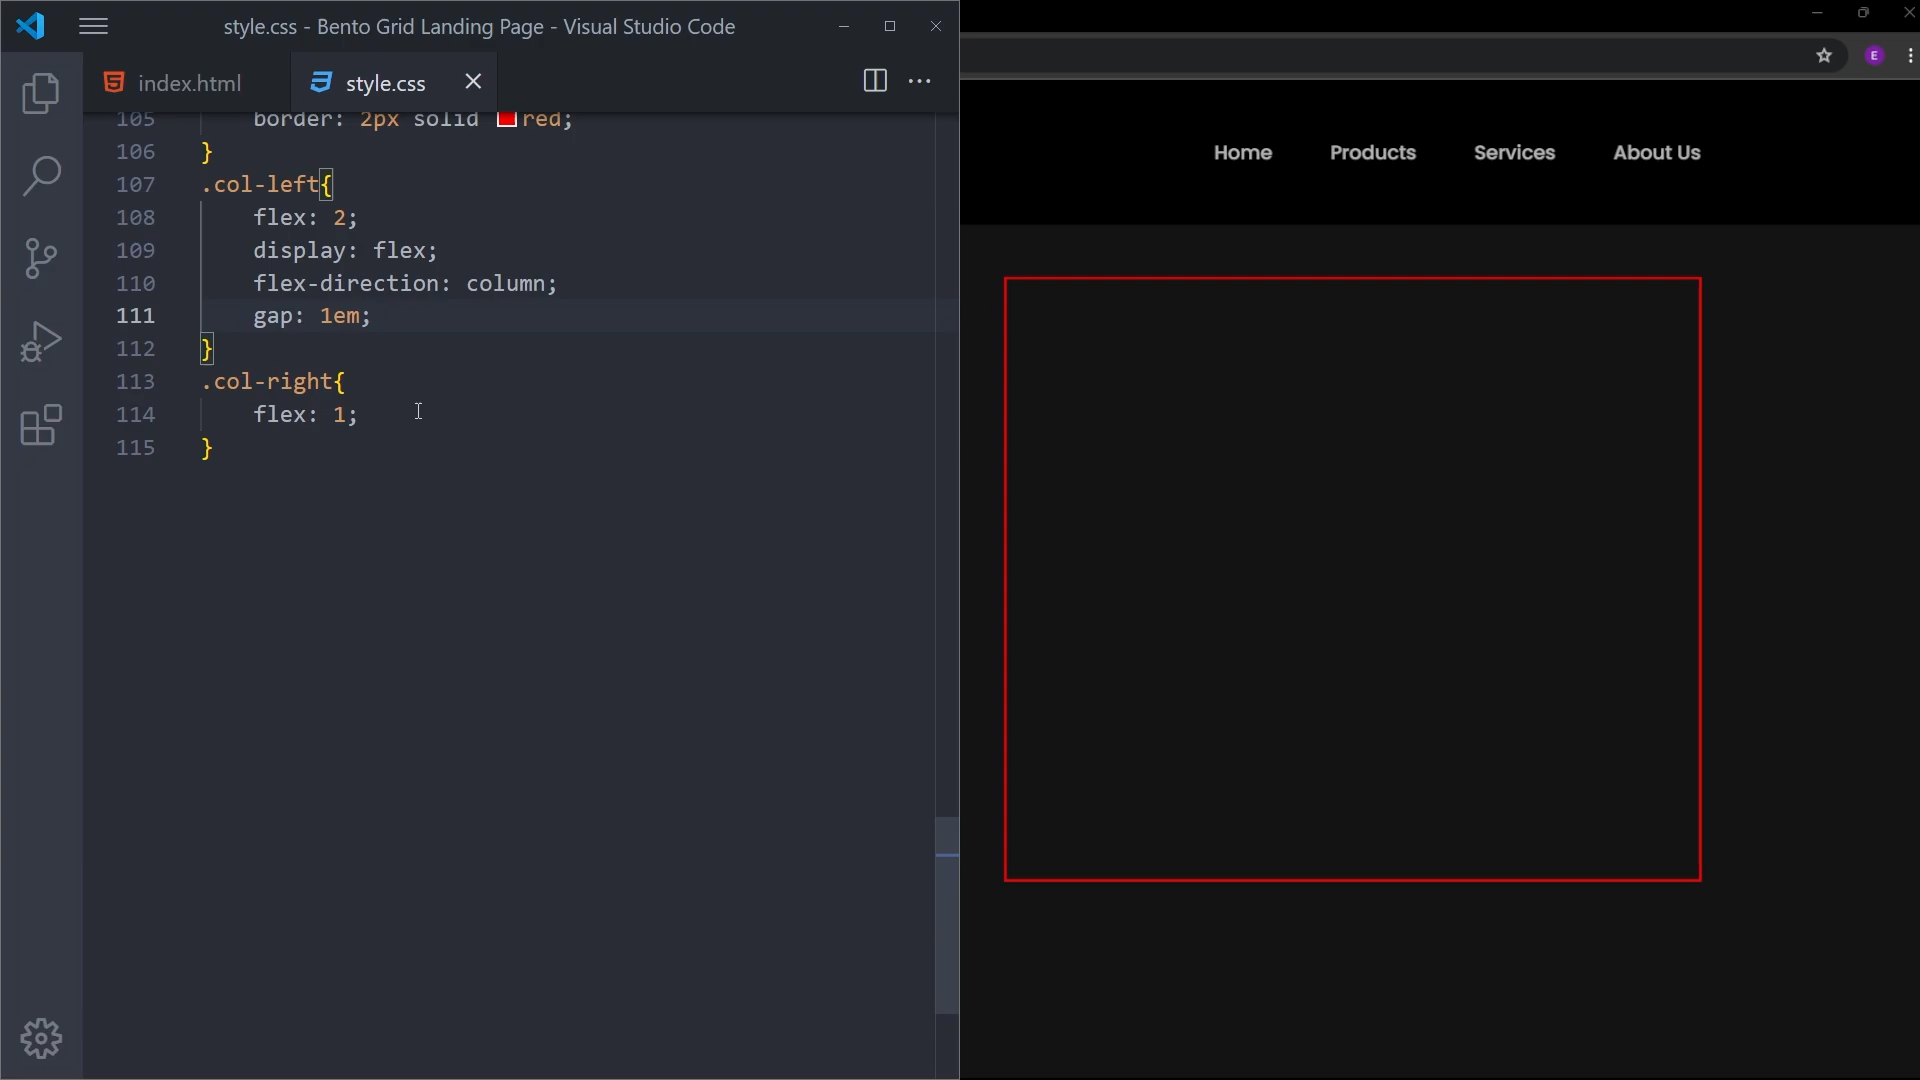 style.css - Bento Grid Landing Page - Visual Studio Code
index.html
style.css
E
105 border: 2px solid red;
106 }
107 .col-left{
108 flex: 2;
109 display: flex;
110 flex-direction: column;
111 gap: 1em;
112 }
113 .col-right{
114 flex: 1;
115 }
Home Products Services About Us